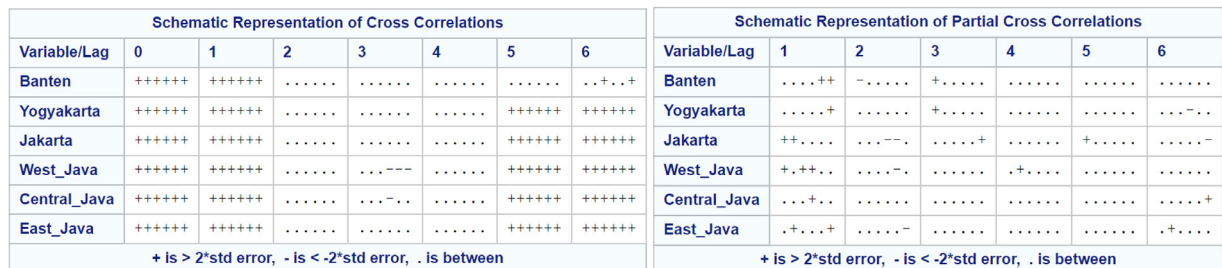 Schematic Representation of Cross Correlations
Variable/Lag 0 1 2 3 4 5 6
Banten ++++++ ++++++ ...... ...... ...... ...... ..+..+
Yogyakarta ++++++ ++++++ ...... ...... ...... ++++++ ++++++
Jakarta ++++++ ++++++ ...... ...... ...... ++++++ ++++++
West_Java ++++++ ++++++ ...... ...--- ...... ++++++ ++++++
Central_Java ++++++ ++++++ ...... ...-.. ...... ++++++ ++++++
East_Java ++++++ ++++++ ...... ...... ...... ++++++ ++++++
+ is > 2*std error, - is < -2*std error, . is between
Schematic Representation of Partial Cross Correlations
Variable/Lag 1 2 3 4 5 6
Banten ....++ -..... +..... ...... ...... ......
Yogyakarta .....+ ...... +..... ...... ...... ...-..
Jakarta ++.... ...--. .....+ ...... +..... .....-
West_Java +.++.. ....-. ...... .+.... ...... ......
Central_Java ...+.. ...... ...... ...... ...... .....+
East_Java .+...+ .....- ...... ...... ...... .+....
+ is > 2*std error, - is < -2*std error, . is between